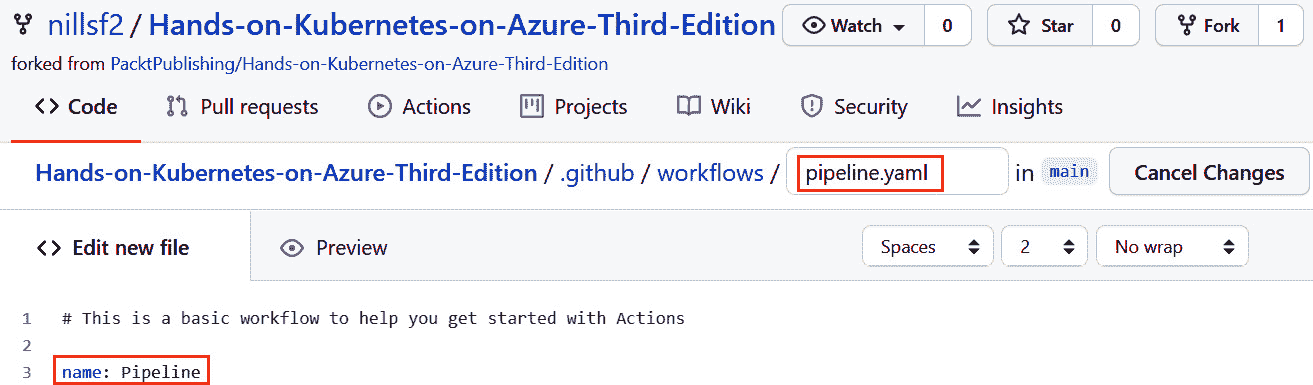 nillsf2 / Hands-on-Kubernetes-on-Azure-Third-Edition Watch 0 Star 0 Fork 1
forked from PacktPublishing/Hands-on-Kubernetes-on-Azure-Third-Edition
Code Pull requests Actions Projects Wiki Security Insights
Hands-on-Kubernetes-on-Azure-Third-Edition / .github / workflows / pipeline.yaml in main Cancel Changes
<> Edit new file Preview Spaces 2 No wrap
1 # This is a basic workflow to help you get started with Actions
2
3 name: Pipeline